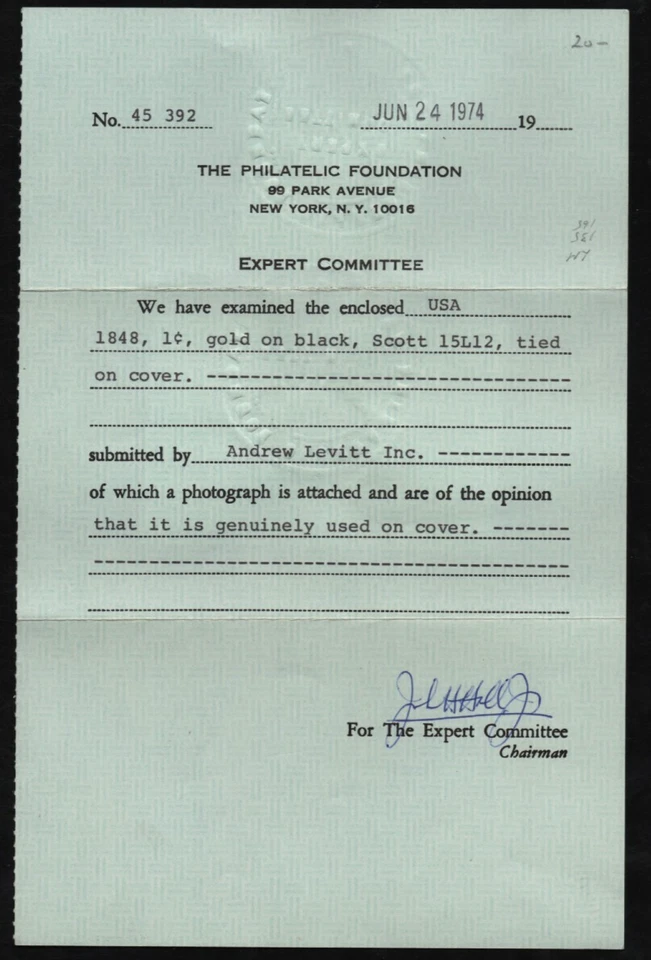 20-
No. 45 392 JUN 24 1974 19
THE PHILATELIC FOUNDATION
99 PARK AVENUE
NEW YORK, N. Y. 10016
EXPERT COMMITTEE
We have examined the enclosed USA
1848, 1¢, gold on black, Scott 15L12, tied
on cover. --------------------------------
submitted by Andrew Levitt Inc. ------------
of which a photograph is attached and are of the opinion
that it is genuinely used on cover. -------
For The Expert Committee
Chairman